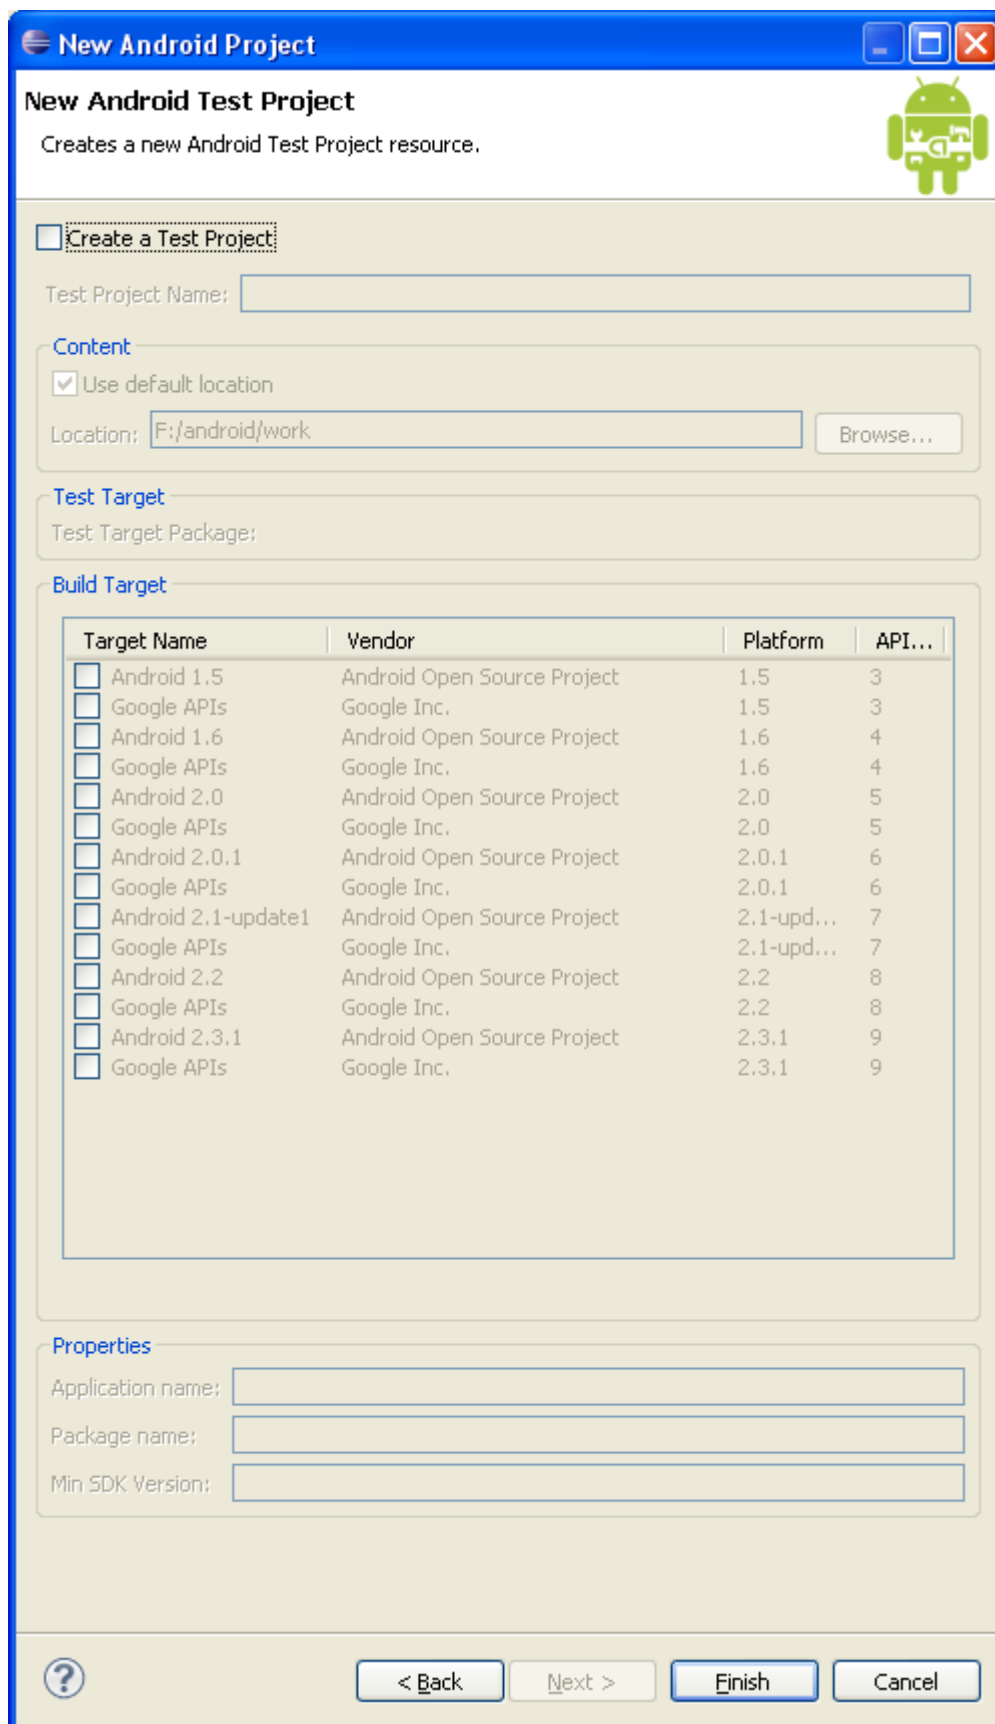 New Android Project
New Android Test Project
Creates a new Android Test Project resource.
Create a Test Project
Test Project Name:
Content
Use default location
Location: F:/android/work Browse...
Test Target
Test Target Package:
Build Target
Target Name Vendor Platform API...
Android 1.5 Android Open Source Project 1.5 3
Google APIs Google Inc. 1.5 3
Android 1.6 Android Open Source Project 1.6 4
Google APIs Google Inc. 1.6 4
Android 2.0 Android Open Source Project 2.0 5
Google APIs Google Inc. 2.0 5
Android 2.0.1 Android Open Source Project 2.0.1 6
Google APIs Google Inc. 2.0.1 6
Android 2.1-update1 Android Open Source Project 2.1-upd... 7
Google APIs Google Inc. 2.1-upd... 7
Android 2.2 Android Open Source Project 2.2 8
Google APIs Google Inc. 2.2 8
Android 2.3.1 Android Open Source Project 2.3.1 9
Google APIs Google Inc. 2.3.1 9
Properties
Application name:
Package name:
Min SDK Version:
? < Back Next > Finish Cancel